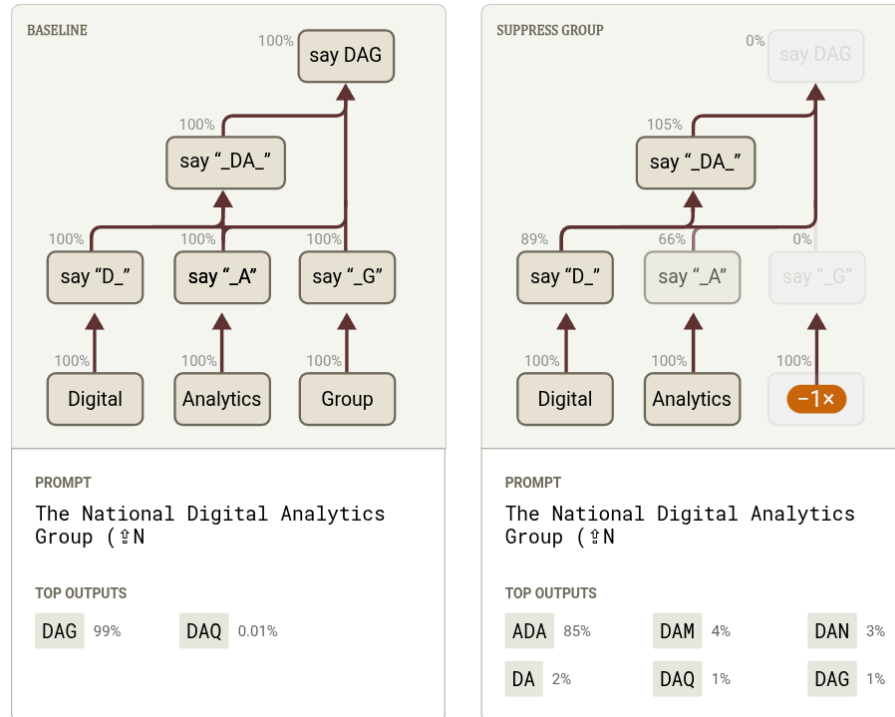 BASELINE
100%
say DAG
100%
say “_DA_”
100%
100%
100%
say “D_”
say “_A”
say “_G”
100%
100%
100%
Digital
Analytics
Group
PROMPT
The National Digital Analytics
Group (⇪N
TOP OUTPUTS
DAG 99%
DAQ 0.01%
SUPPRESS GROUP
0%
say DAG
105%
say “_DA_”
89%
66%
0%
say “D_”
say “_A”
say “_G”
100%
100%
100%
Digital
Analytics
−1×
PROMPT
The National Digital Analytics
Group (⇪N
TOP OUTPUTS
ADA 85%
DAM 4%
DAN 3%
DA 2%
DAQ 1%
DAG 1%